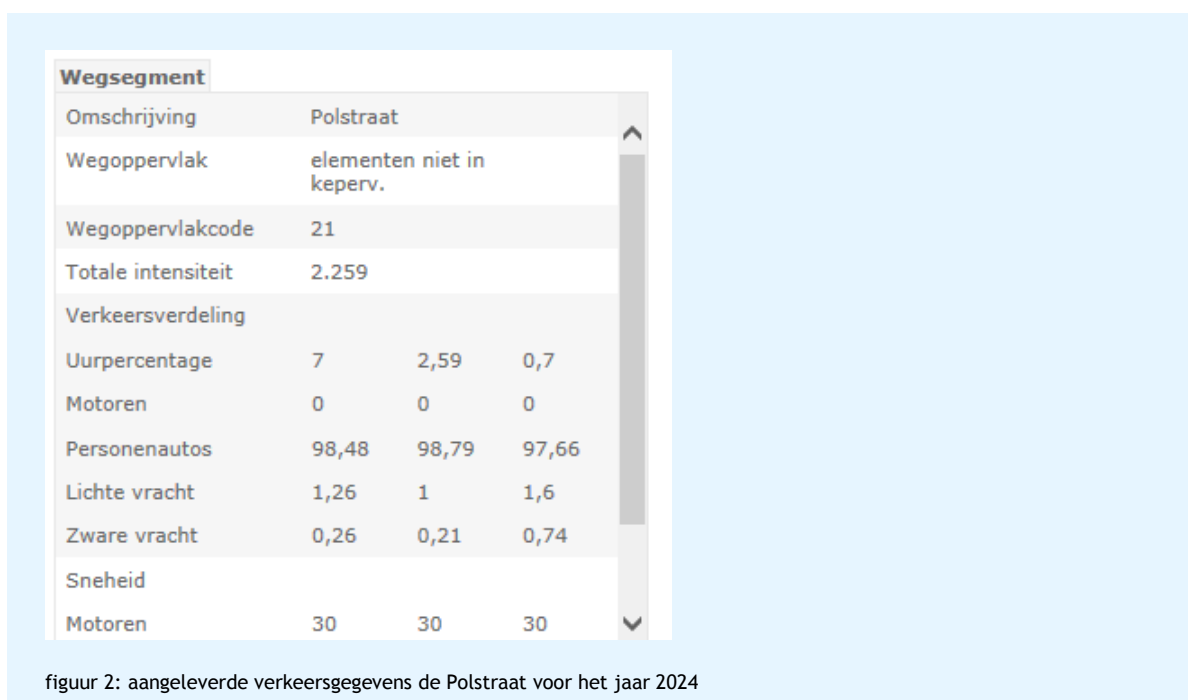 Wegsegment
Omschrijving Polstraat
Wegoppervlak elementen niet in
keperv.
Wegoppervlakcode 21
Totale intensiteit 2.259
Verkeersverdeling
Uurpercentage 7 2,59 0,7
Motoren 0 0 0
Personenautos 98,48 98,79 97,66
Lichte vracht 1,26 1 1,6
Zware vracht 0,26 0,21 0,74
Sneheid
Motoren 30 30 30
figuur 2: aangeleverde verkeersgegevens de Polstraat voor het jaar 2024